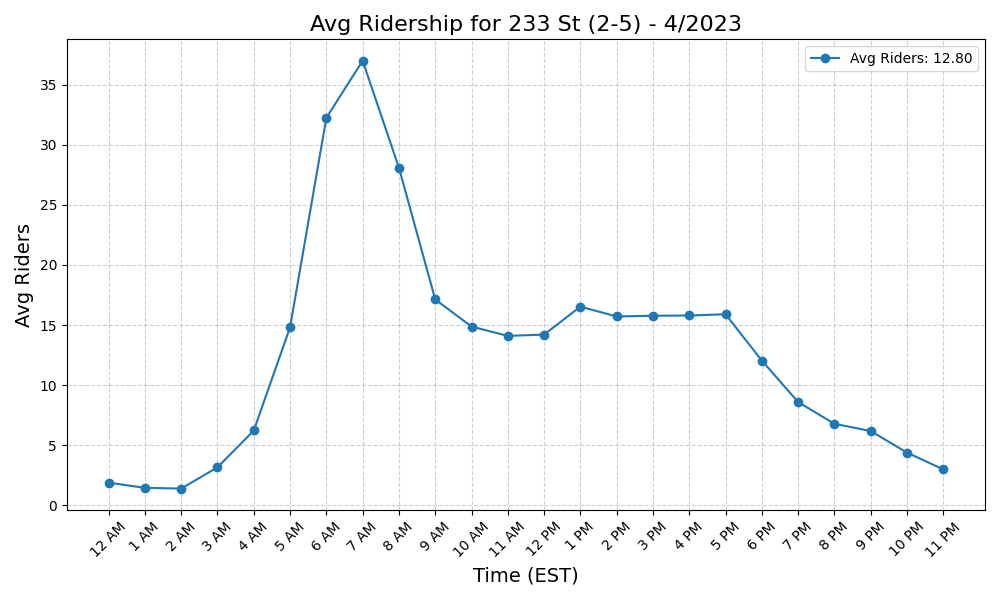 Avg Ridership for 233 St (2-5) - 4/2023
Avg Riders: 12.80
Avg Riders
35
30
25
20
15
10
5
0
12 AM
1 AM
2 AM
3 AM
4 AM
5 AM
6 AM
7 AM
8 AM
9 AM
10 AM
11 AM
12 PM
1 PM
2 PM
3 PM
4 PM
5 PM
6 PM
7 PM
8 PM
9 PM
10 PM
11 PM
Time (EST)